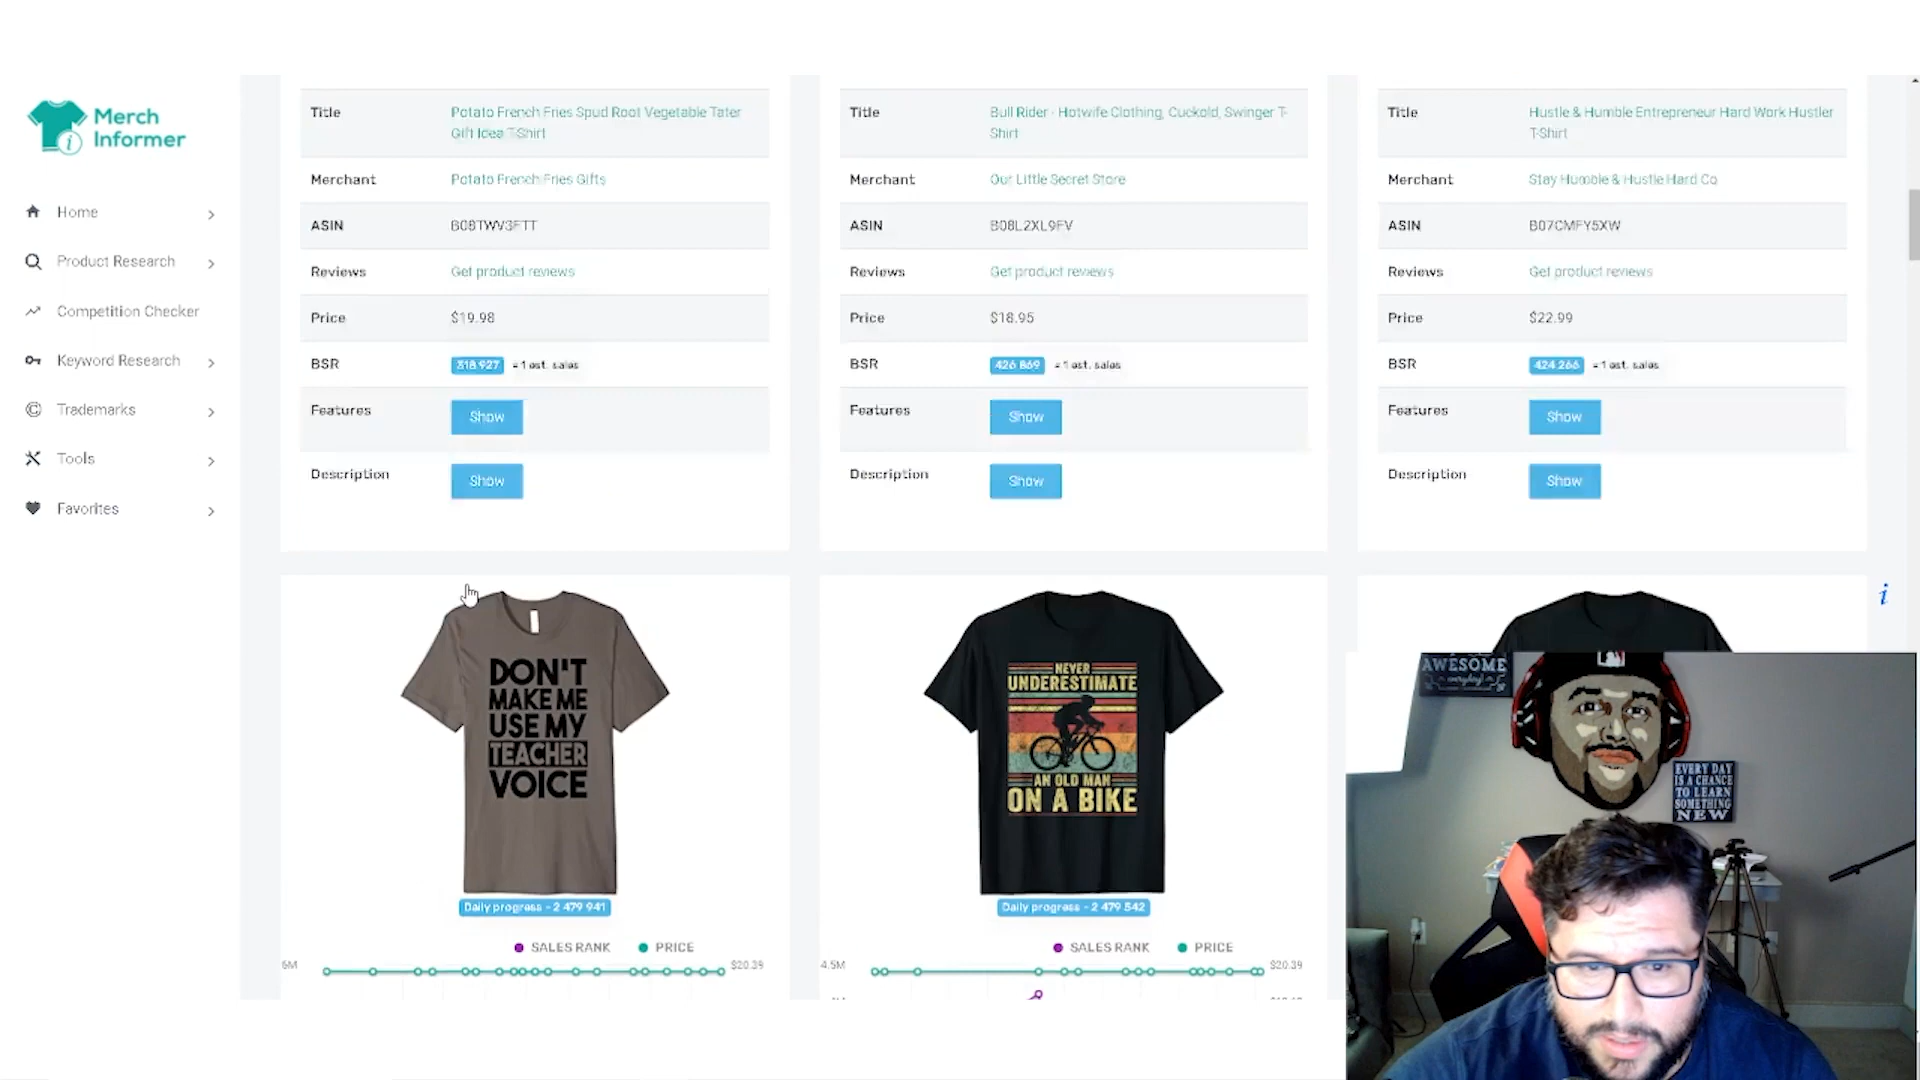 Merch
Informer
Home
Product Research
Competition Checker
Keyword Research
Trademarks
Tools
Favorites
Title
Potato French Fries Spud Root Vegetable Tater
Gift Idea T-Shirt
Merchant
Potato French Fries Gifts
ASIN
B08TWV3FTT
Reviews
Get product reviews
Price
$19.98
BSR
318 927 = 1 est. sales
Features
Show
Description
Show
Title
Bull Rider - Hotwife Clothing, Cuckold, Swinger T-
Shirt
Merchant
Our Little Secret Store
ASIN
B08L2XL9FV
Reviews
Get product reviews
Price
$18.95
BSR
426 869 = 1 est. sales
Features
Show
Description
Show
Title
Hustle & Humble Entrepreneur Hard Work Hustler
T-Shirt
Merchant
Stay Humble & Hustle Hard Co
ASIN
B07CMFY5XW
Reviews
Get product reviews
Price
$22.99
BSR
424 266 = 1 est. sales
Features
Show
Description
Show
DON'T
MAKE ME
USE MY
TEACHER
VOICE
Daily progress - 2 479 941
SALES RANK
PRICE
6M
$20.39
NEVER
UNDERESTIMATE
AN OLD MAN
ON A BIKE
Daily progress - 2 479 542
SALES RANK
PRICE
4.5M
$20.39
i
AWESOME
everyday
EVERY DAY
IS A CHANCE
TO LEARN
SOMETHING
NEW